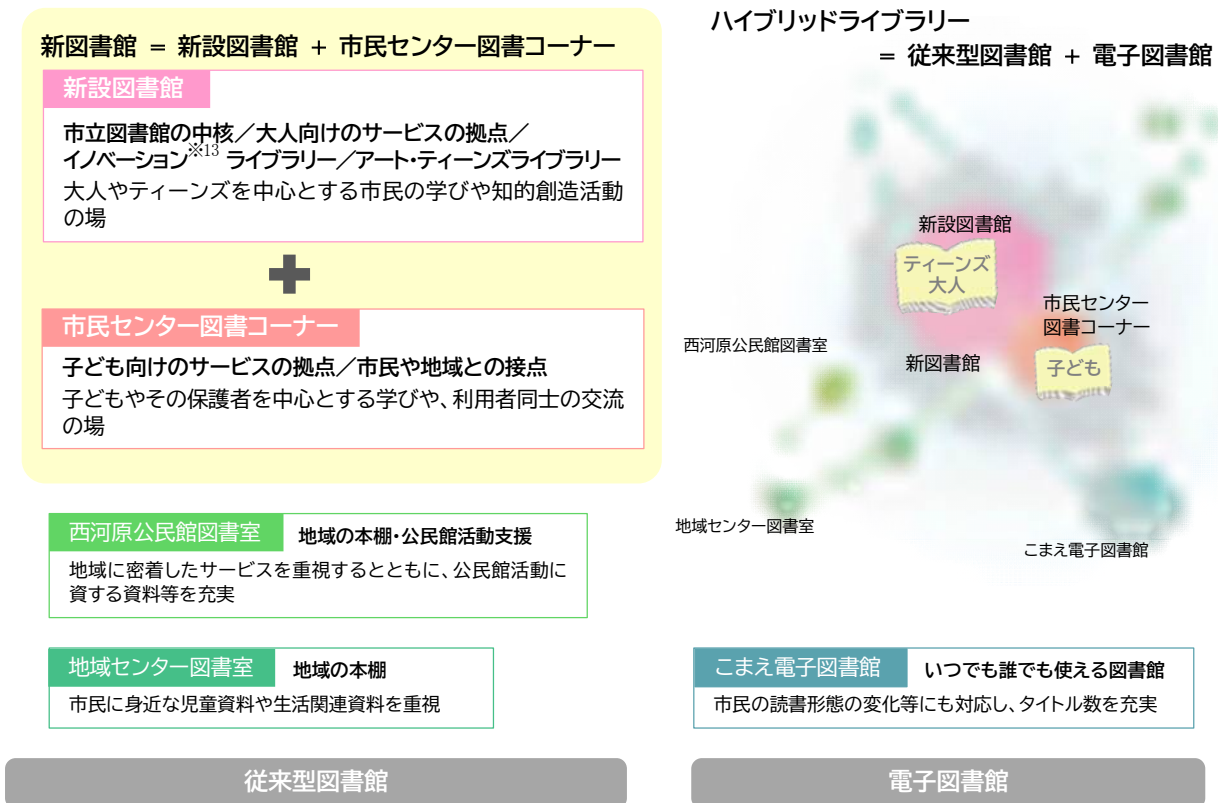 新図書館 = 新設図書館 + 市民センター図書コーナー
新設図書館
市立図書館の中核／大人向けのサービスの拠点／
イノベーション※13 ライブラリー／アート・ティーンズライブラリー
大人やティーンズを中心とする市民の学びや知的創造活動
の場
市民センター図書コーナー
子ども向けのサービスの拠点／市民や地域との接点
子どもやその保護者を中心とする学びや、利用者同士の交流
の場
西河原公民館図書室
地域の本棚・公民館活動支援
地域に密着したサービスを重視するとともに、公民館活動に
資する資料等を充実
地域センター図書室
地域の本棚
市民に身近な児童資料や生活関連資料を重視
従来型図書館
ハイブリッドライブラリー
= 従来型図書館 + 電子図書館
新設図書館
ティーンズ
大人
市民センター
図書コーナー
子ども
新図書館
西河原公民館図書室
地域センター図書室
こまえ電子図書館
こまえ電子図書館
いつでも誰でも使える図書館
市民の読書形態の変化等にも対応し、タイトル数を充実
電子図書館